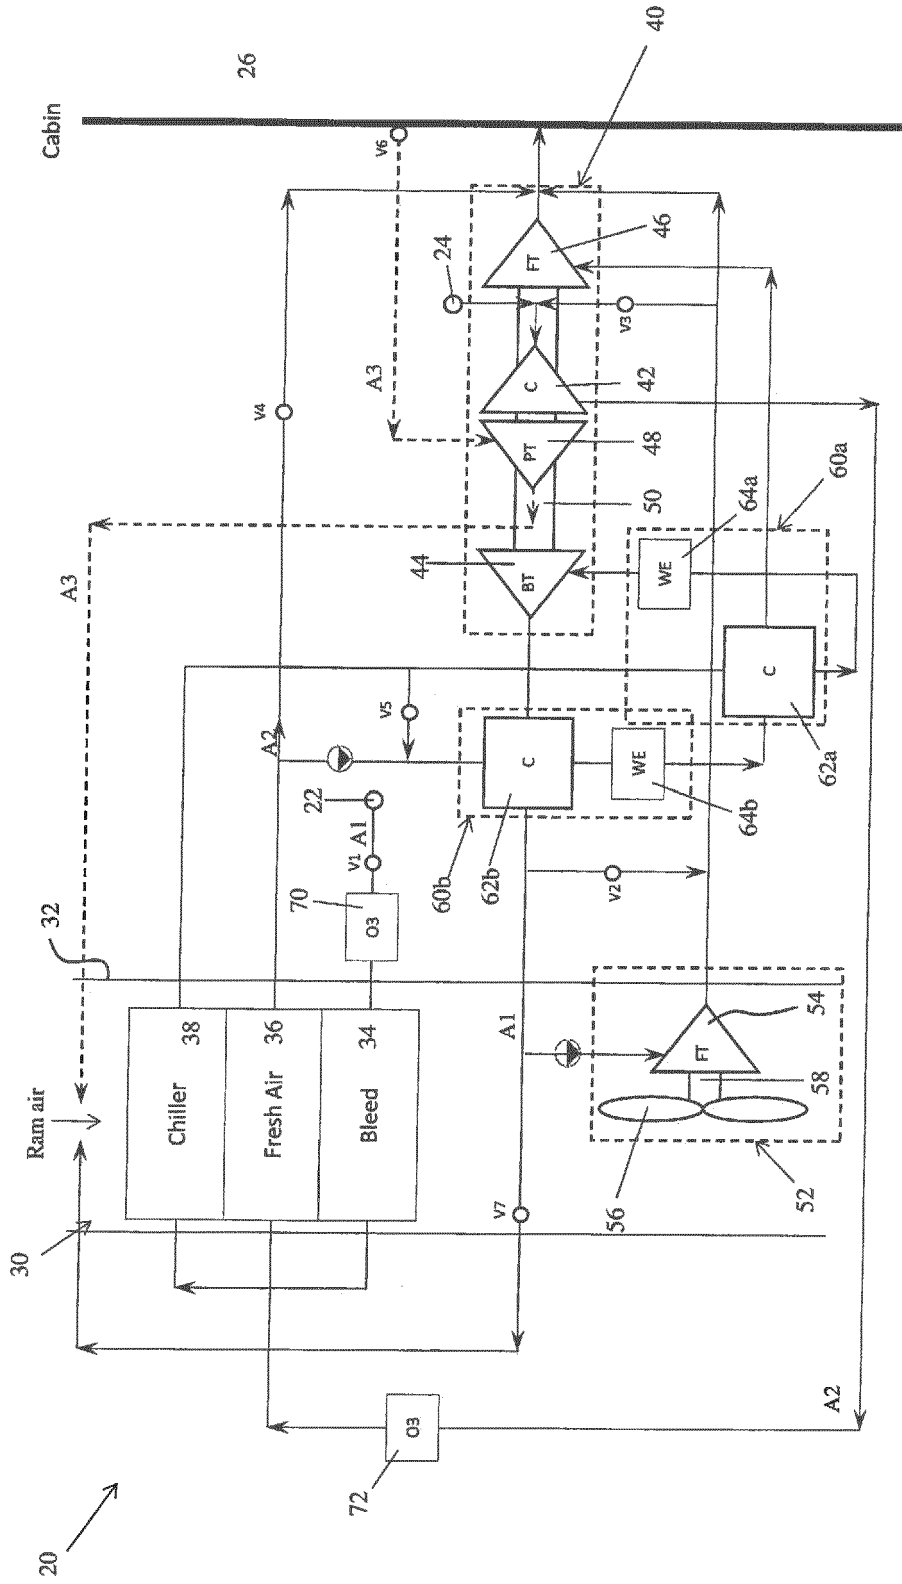 Cabin
20
30
Ram air
32
A3
26
Chiller 38
V4
Fresh Air 36
A2
70
22
V1 A1
72
Bleed 34
O3
A3
V6
V5
O3
44
24
60b
62b
V7
A1
C
BT
PT
C
FT
56
V2
V3
WE
42
48
50
46
40
WE
FT
64b
64a
C
52
58
54
62a
60a
A2